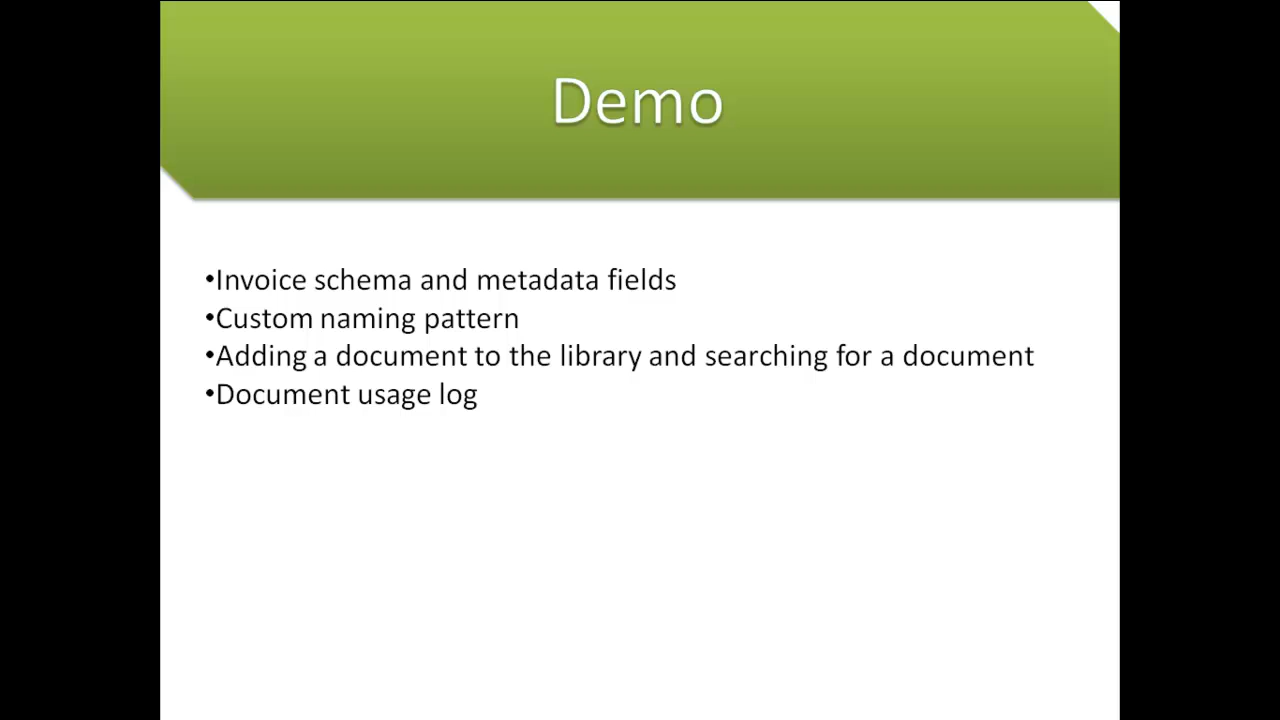 Demo
•Invoice schema and metadata fields
•Custom naming pattern
•Adding a document to the library and searching for a document
•Document usage log